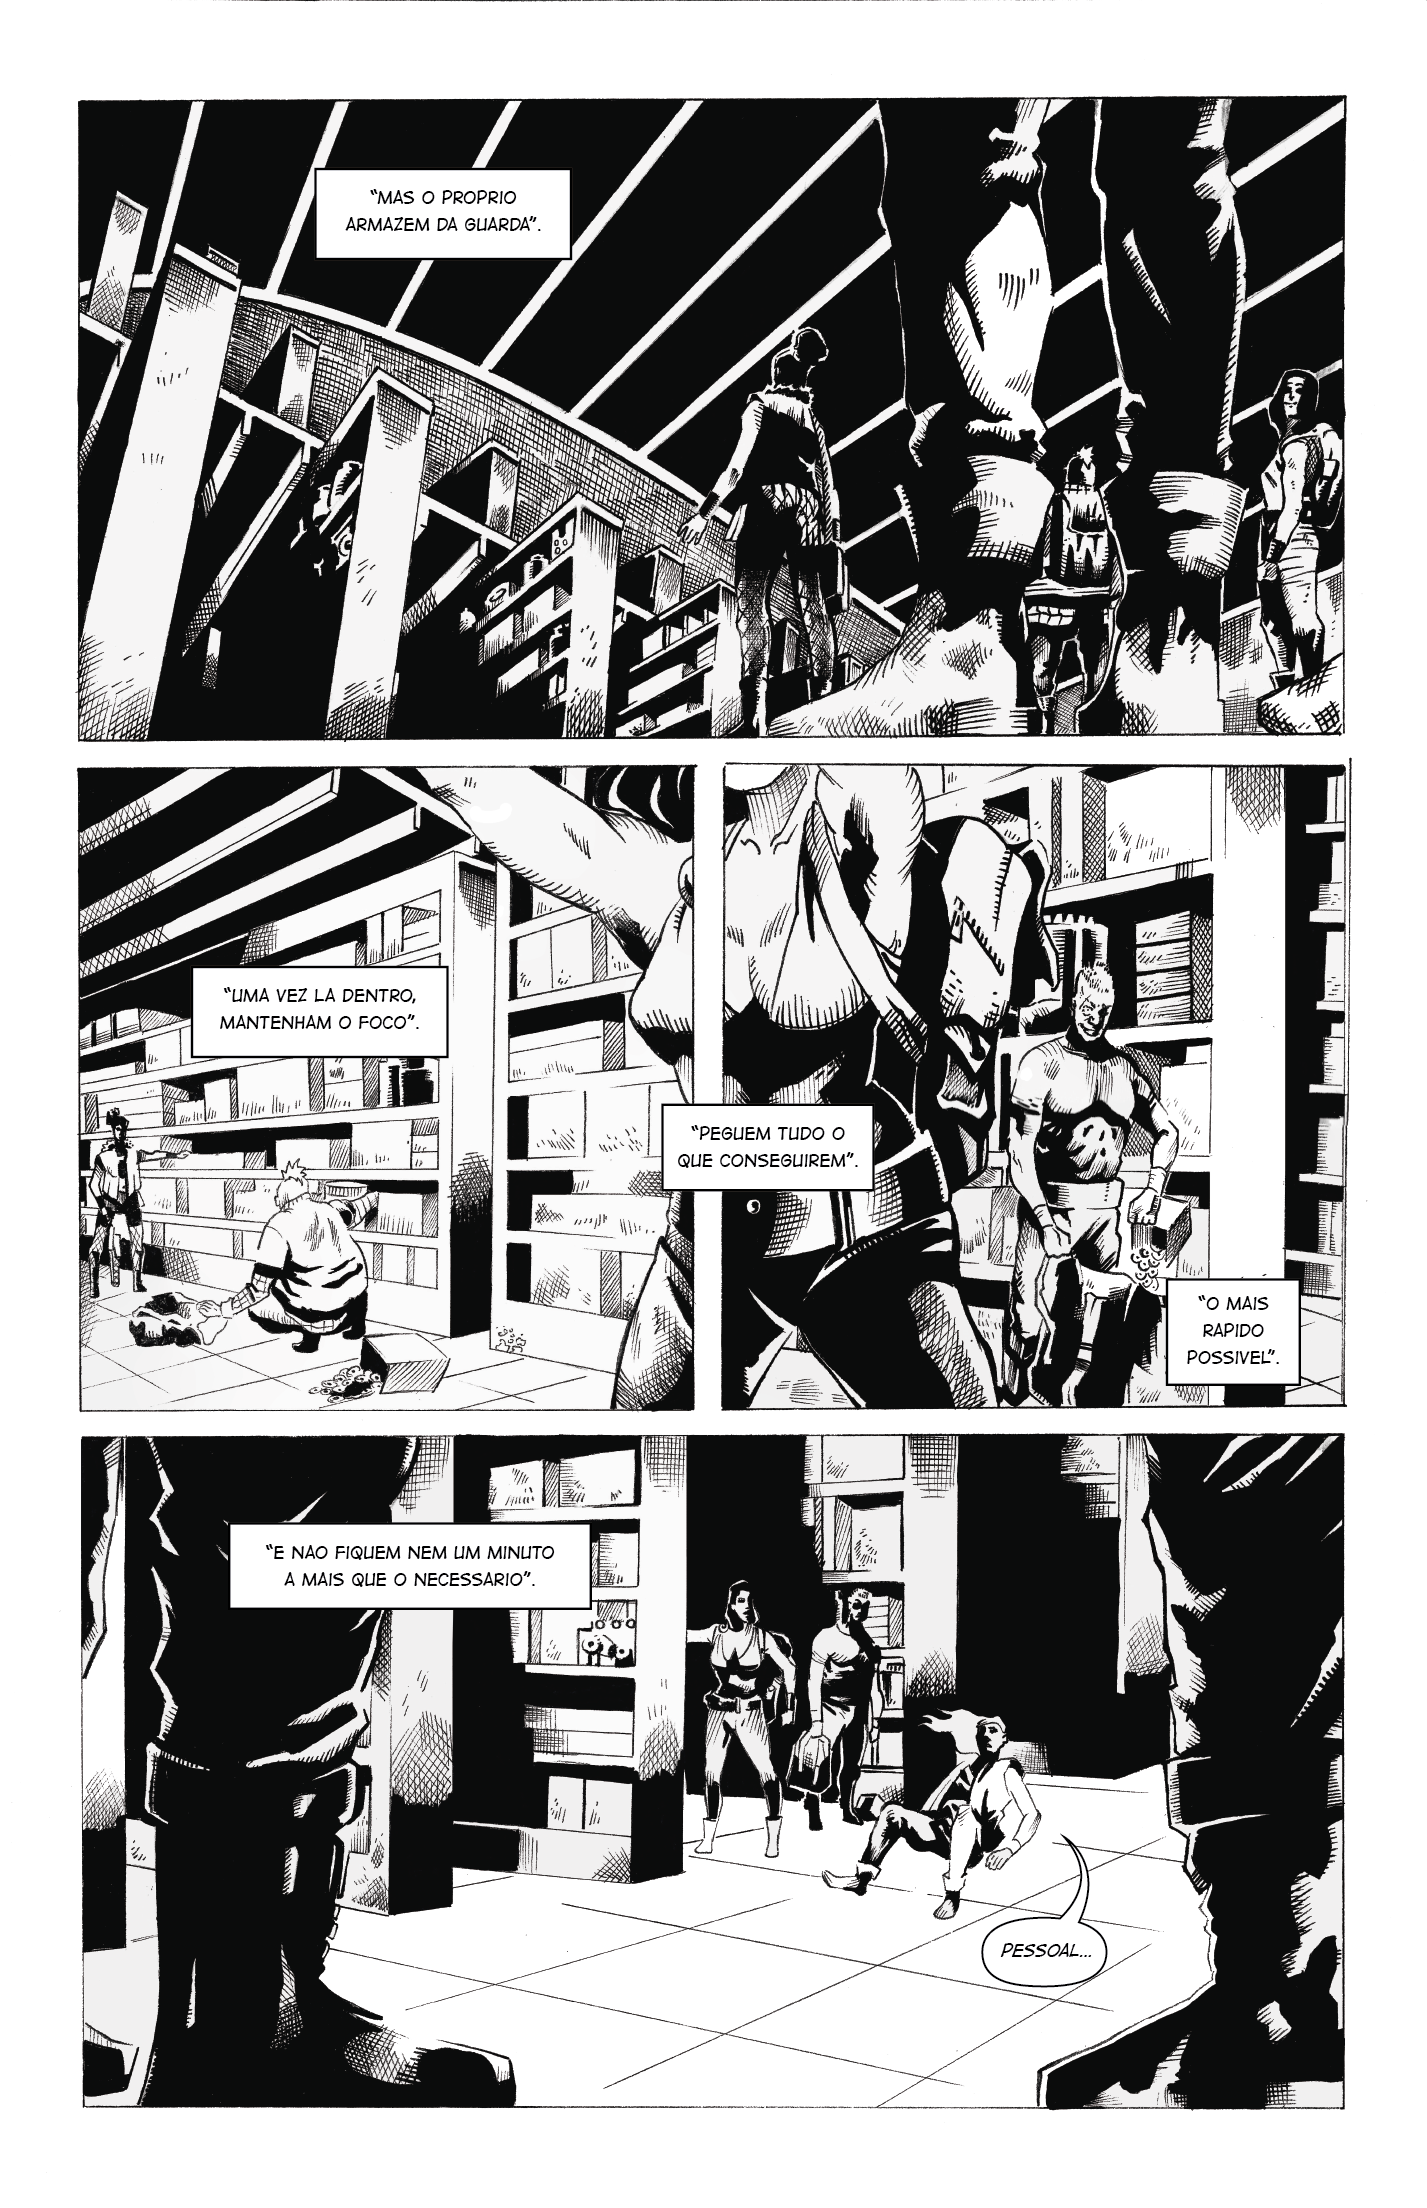 “MAS O PROPRIO
ARMAZEM DA GUARDA”.
“UMA VEZ LA DENTRO,
MANTENHAM O FOCO”.
“PEGUEM TUDO O
QUE CONSEGUIREM”.
“O MAIS
RAPIDO
POSSIVEL”.
“E NAO FIQUEM NEM UM MINUTO
A MAIS QUE O NECESSARIO”.
PESSOAL...